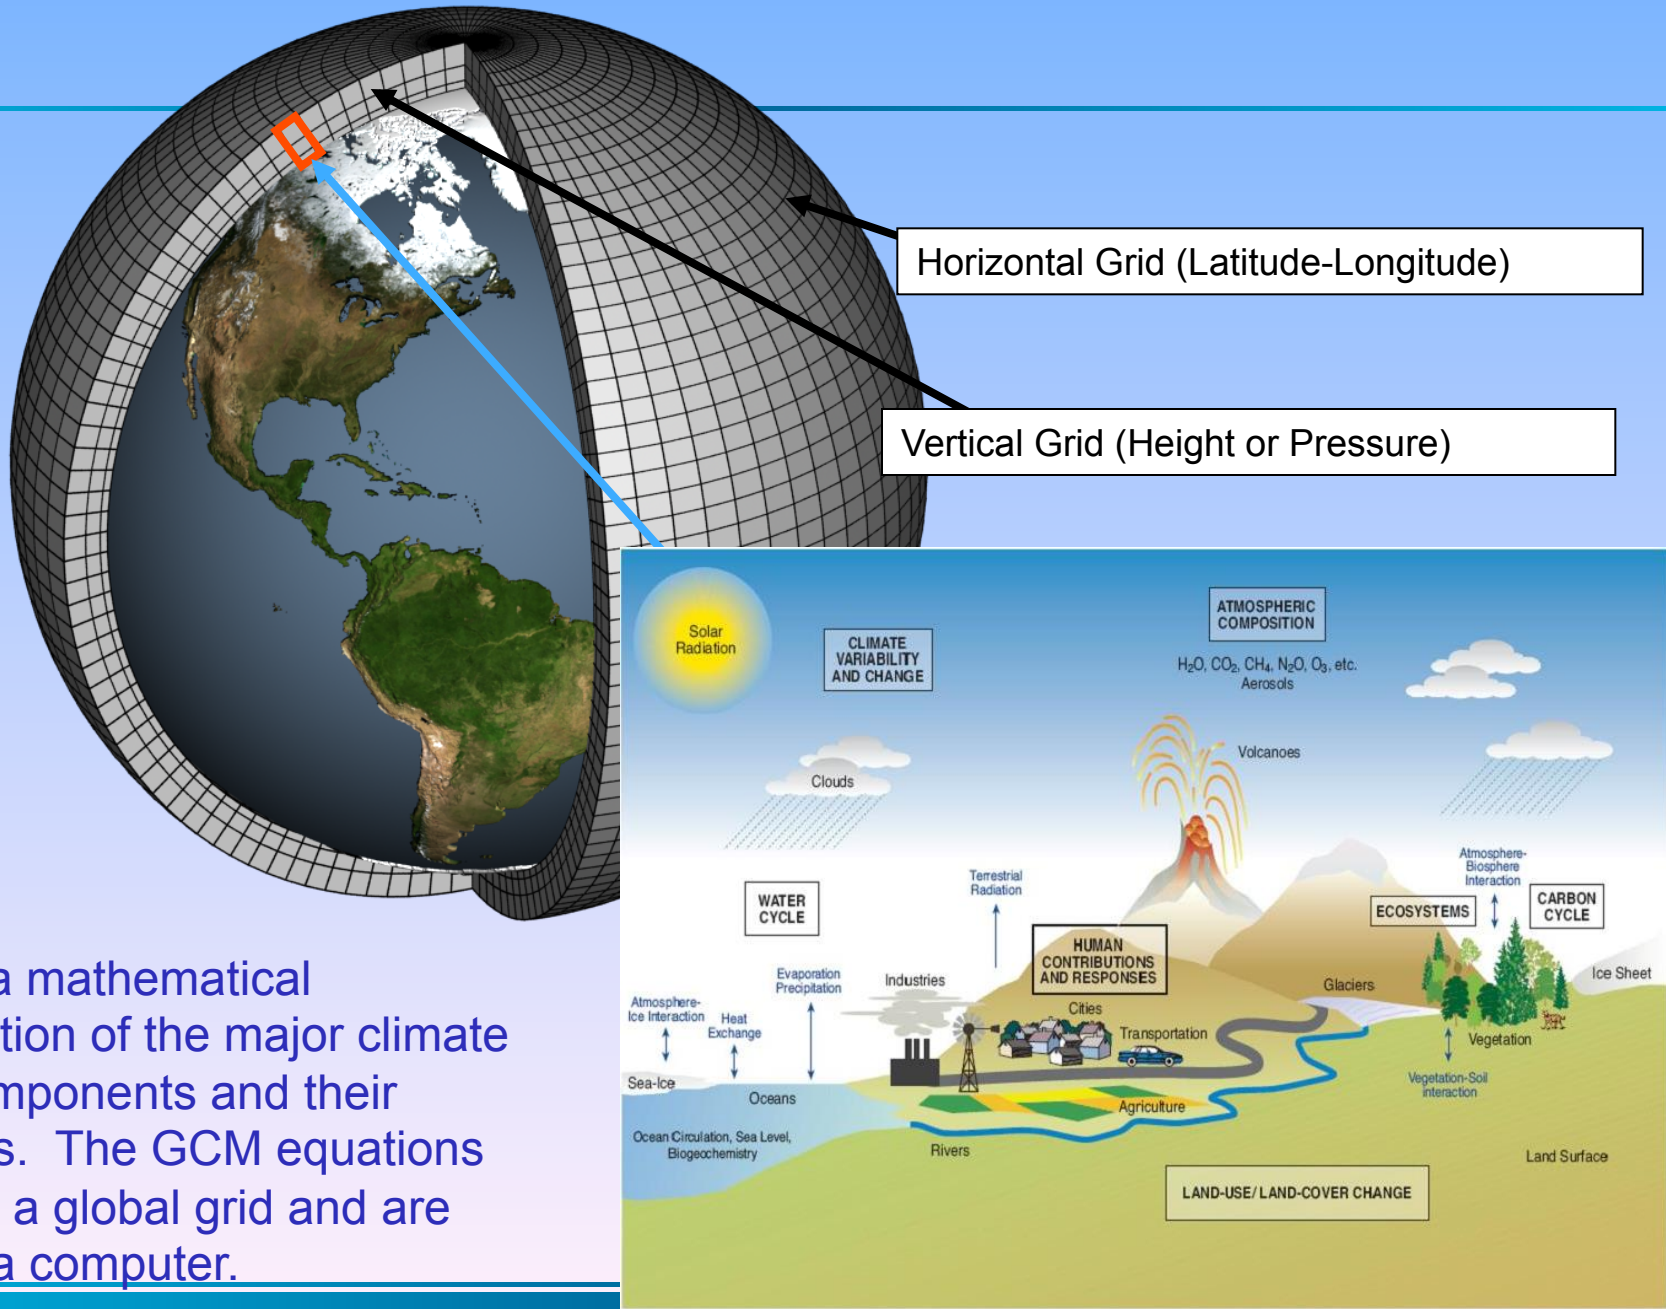 Horizontal Grid (Latitude-Longitude)
Vertical Grid (Height or Pressure)
Solar
Radiation
CLIMATE
VARIABILITY
AND CHANGE
ATMOSPHERIC
COMPOSITION
H₂O, CO₂, CH₄, N₂O, O₃, etc.
Aerosols
Volcanoes
Clouds
Atmosphere-
Biosphere
Interaction
Terrestrial
Radiation
WATER
CYCLE
ECOSYSTEMS
CARBON
CYCLE
HUMAN
CONTRIBUTIONS
AND RESPONSES
Evaporation
Precipitation
Industries
Glaciers
Ice Sheet
Atmosphere-
Ice Interaction
Heat
Exchange
Cities
Transportation
Vegetation
Sea-Ice
Oceans
Agriculture
Vegetation-Soil
interaction
Ocean Circulation, Sea Level,
Biogeochemistry
Rivers
Land Surface
LAND-USE/ LAND-COVER CHANGE
a mathematical
tion of the major climate
mponents and their
s. The GCM equations
a global grid and are
a computer.